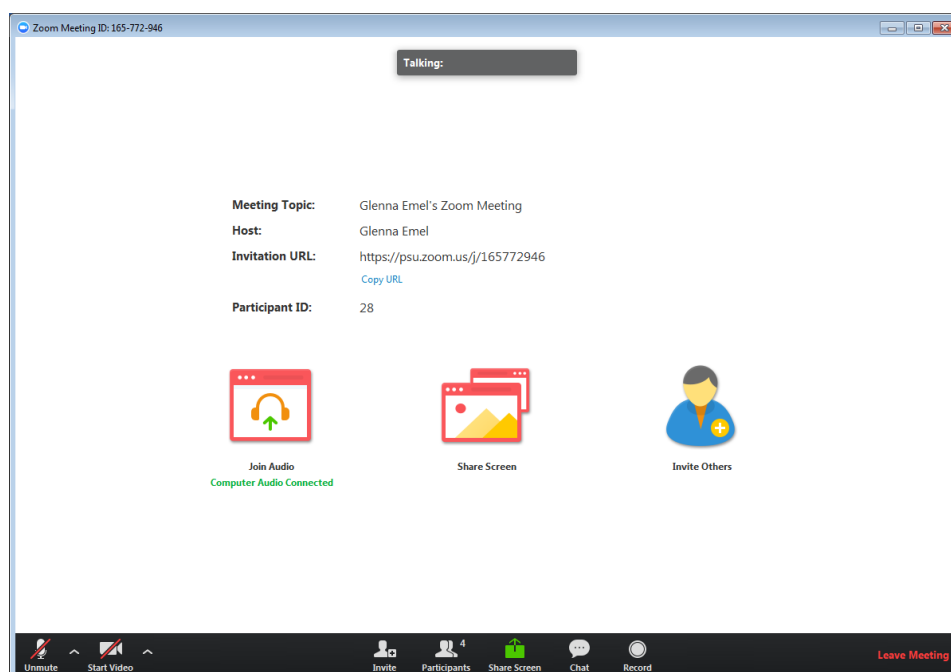 Zoom Meeting ID: 165-772-946
Talking:
Meeting Topic: Glenna Emel's Zoom Meeting
Host: Glenna Emel
Invitation URL: https://psu.zoom.us/j/165772946
Copy URL
Participant ID: 28
Join Audio Share Screen Invite Others
Computer Audio Connected
4
Unmute Start Video Invite Participants Share Screen Chat Record Leave Meeting